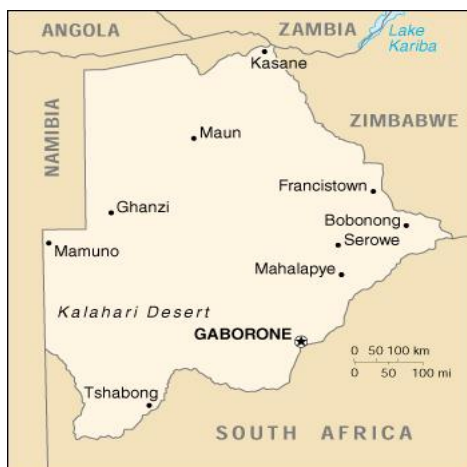 ANGOLA
ZAMBIA
Lake
Kariba
Kasane
NAMIBIA
Maun
ZIMBABWE
Francistown
Ghanzi
Bobonong
Serowe
Mamuno
Mahalapye
Kalahari Desert
GABORONE
0 50 100 km
0 50 100 mi
Tshabong
SOUTH AFRICA